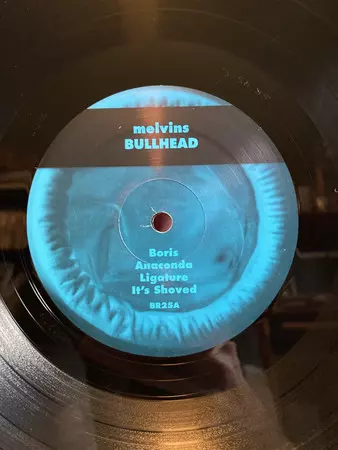 melvins
BULLHEAD
Boris
Anaconda
Ligature
It's Shoved
BR25A